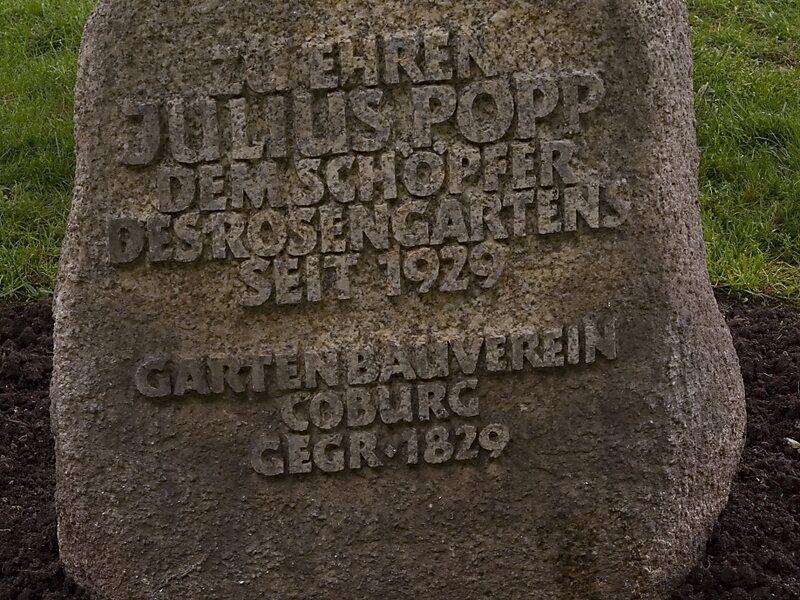 ZU EHREN
JULIUS POPP
DEM SCHÖPFER
DES ROSENGARTENS
SEIT 1929
GARTENBAUVEREIN
COBURG
GEGR · 1829